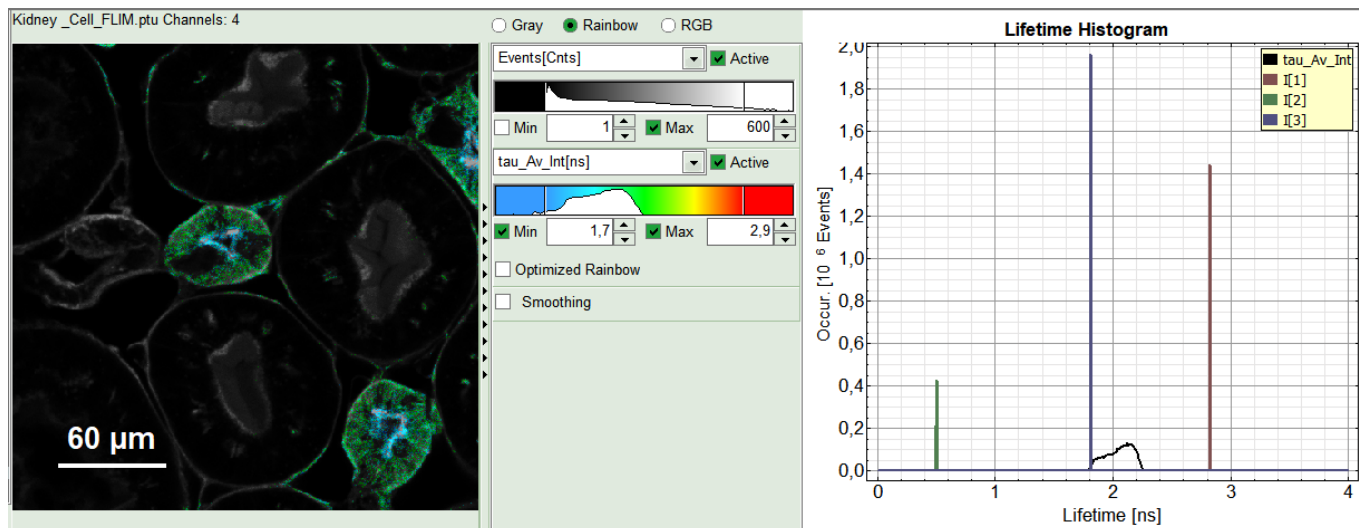 Kidney _Cell_FLIM.ptu Channels: 4
60 µm
Gray Rainbow RGB
Events[Cnts] Active
Min 1 Max 600
tau_Av_Int[ns] Active
Min 1,7 Max 2,9
Optimized Rainbow
Smoothing
Lifetime Histogram
tau_Av_Int
I[1]
I[2]
I[3]
Occur. [10 6 Events]
2,0
1,8
1,6
1,4
1,2
1,0
0,8
0,6
0,4
0,2
0,0
0 1 2 3 4
Lifetime [ns]